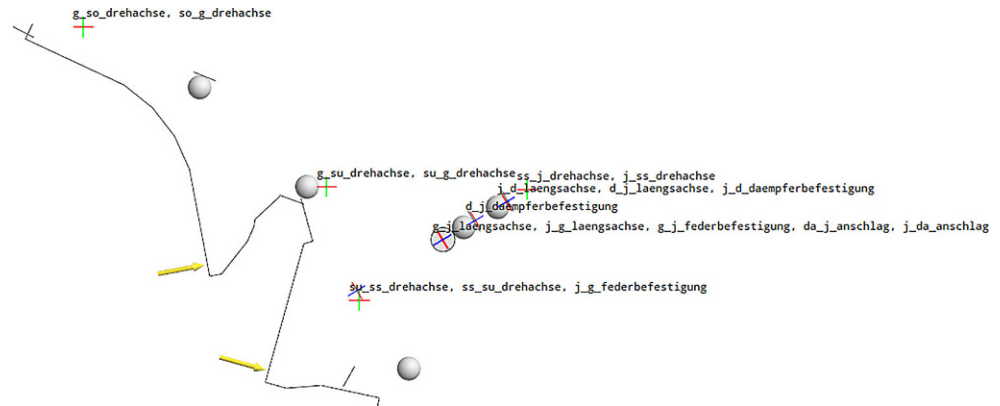 g_so_drehachse, so_g_drehachse
g_su_drehachse, su_g_drehachse
ss_j_drehachse, j_ss_drehachse
j_d_laengsachse, d_j_laengsachse, j_d_daempferbefestigung
d_j_daempferbefestigung
g_j_laengsachse, j_g_laengsachse, g_j_federbefestigung, da_j_anschlag, j_da_anschlag
su_ss_drehachse, ss_su_drehachse, j_g_federbefestigung